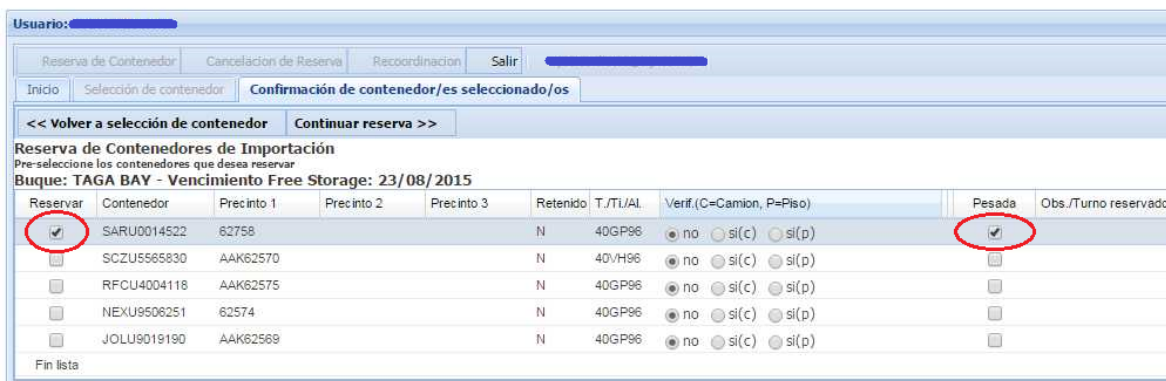 Usuario:
Reserva de Contenedor Cancelacion de Reserva Recoordinacion Salir
Inicio Selección de contenedor Confirmación de contenedor/es seleccionado/os
<< Volver a selección de contenedor Continuar reserva >>
Reserva de Contenedores de Importación
Pre-seleccione los contenedores que desea reservar
Buque: TAGA BAY - Vencimiento Free Storage: 23/08/2015
Reservar Contenedor Precinto 1 Precinto 2 Precinto 3 Retenido T./Ti./Al. Verif.(C=Camion, P=Piso) Pesada Obs./Turno reservado
SARU0014522 62758 N 40GP96 no si(c) si(p)
SCZU5565830 AAK62570 N 40VH96 no si(c) si(p)
RFCU4004118 AAK62575 N 40GP96 no si(c) si(p)
NEXU9506251 62574 N 40GP96 no si(c) si(p)
JOLU9019190 AAK62569 N 40GP96 no si(c) si(p)
Fin lista